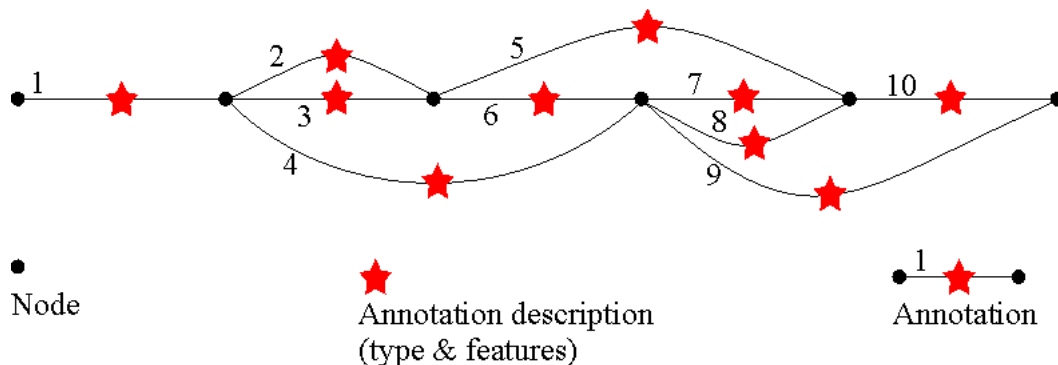 1
2
3
4
5
6
7
8
9
10
Node
Annotation description
(type & features)
1
Annotation